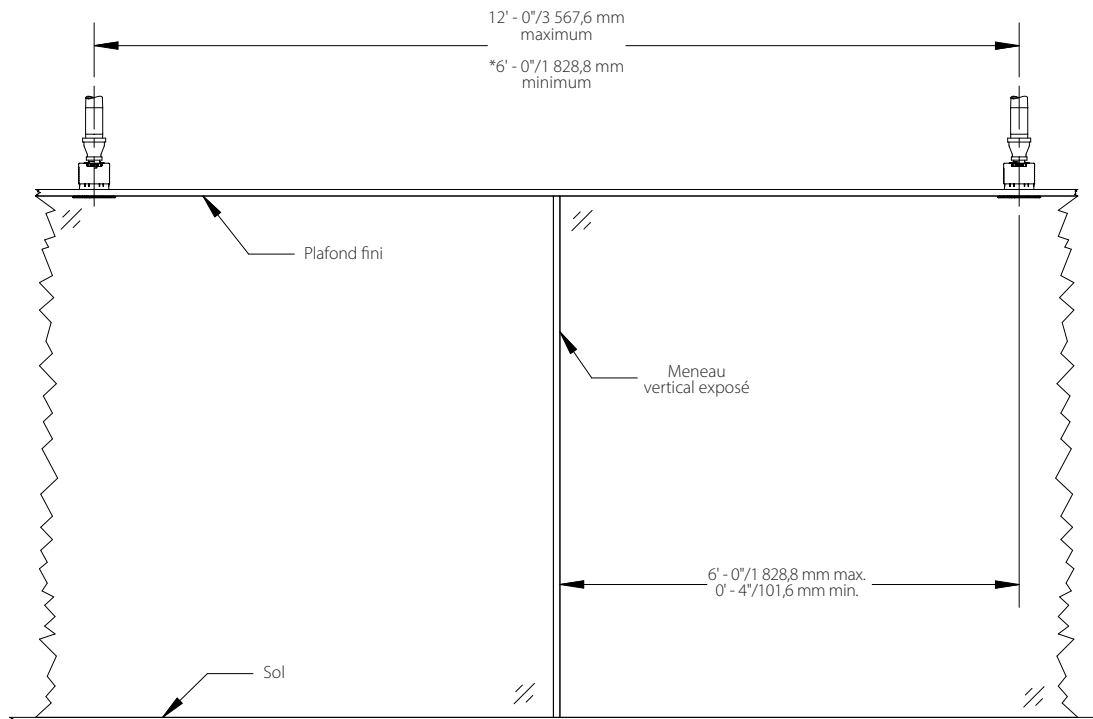 12' - 0"/3 567,6 mm
maximum
*6' - 0"/1 828,8 mm
minimum
Plafond fini
Meneau
vertical exposé
6' - 0"/1 828,8 mm max.
0' - 4"/101,6 mm min.
Sol